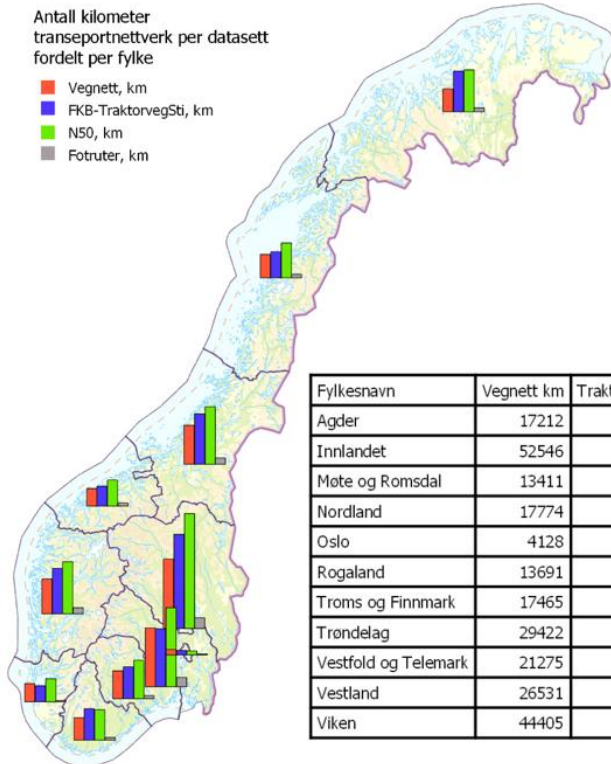 Antall kilometer
transeportnettverk per datasett
fordelt per fylke
Vegnett, km
FKB-TraktorvegSti, km
N50, km
Fotruter, km
Fylkesnavn Vegnett km Trakt
Agder 17212
Innlandet 52546
Møte og Romsdal 13411
Nordland 17774
Oslo 4128
Rogaland 13691
Troms og Finnmark 17465
Trøndelag 29422
Vestfold og Telemark 21275
Vestland 26531
Viken 44405